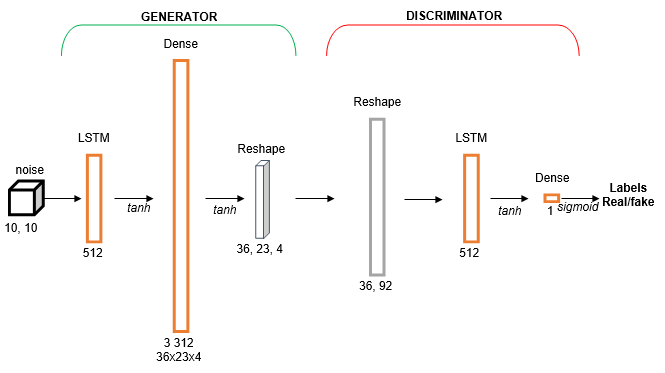 GENERATOR
DISCRIMINATOR
Dense
Reshape
LSTM
LSTM
Reshape
noise
Dense
Labels
Real/fake
tanh
tanh
tanh
sigmoid
1
10, 10
512
36, 23, 4
512
36, 92
3 312
36x23x4